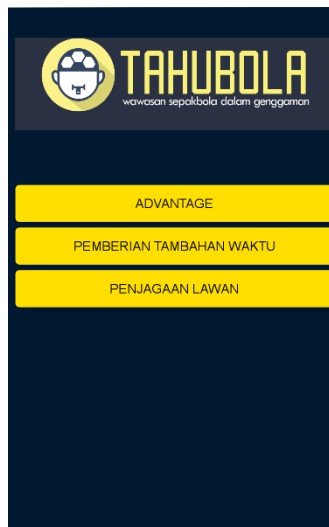 TAHUBOLA
wawasan sepakbola dalam genggaman
ADVANTAGE
PEMBERIAN TAMBAHAN WAKTU
PENJAGAAN LAWAN